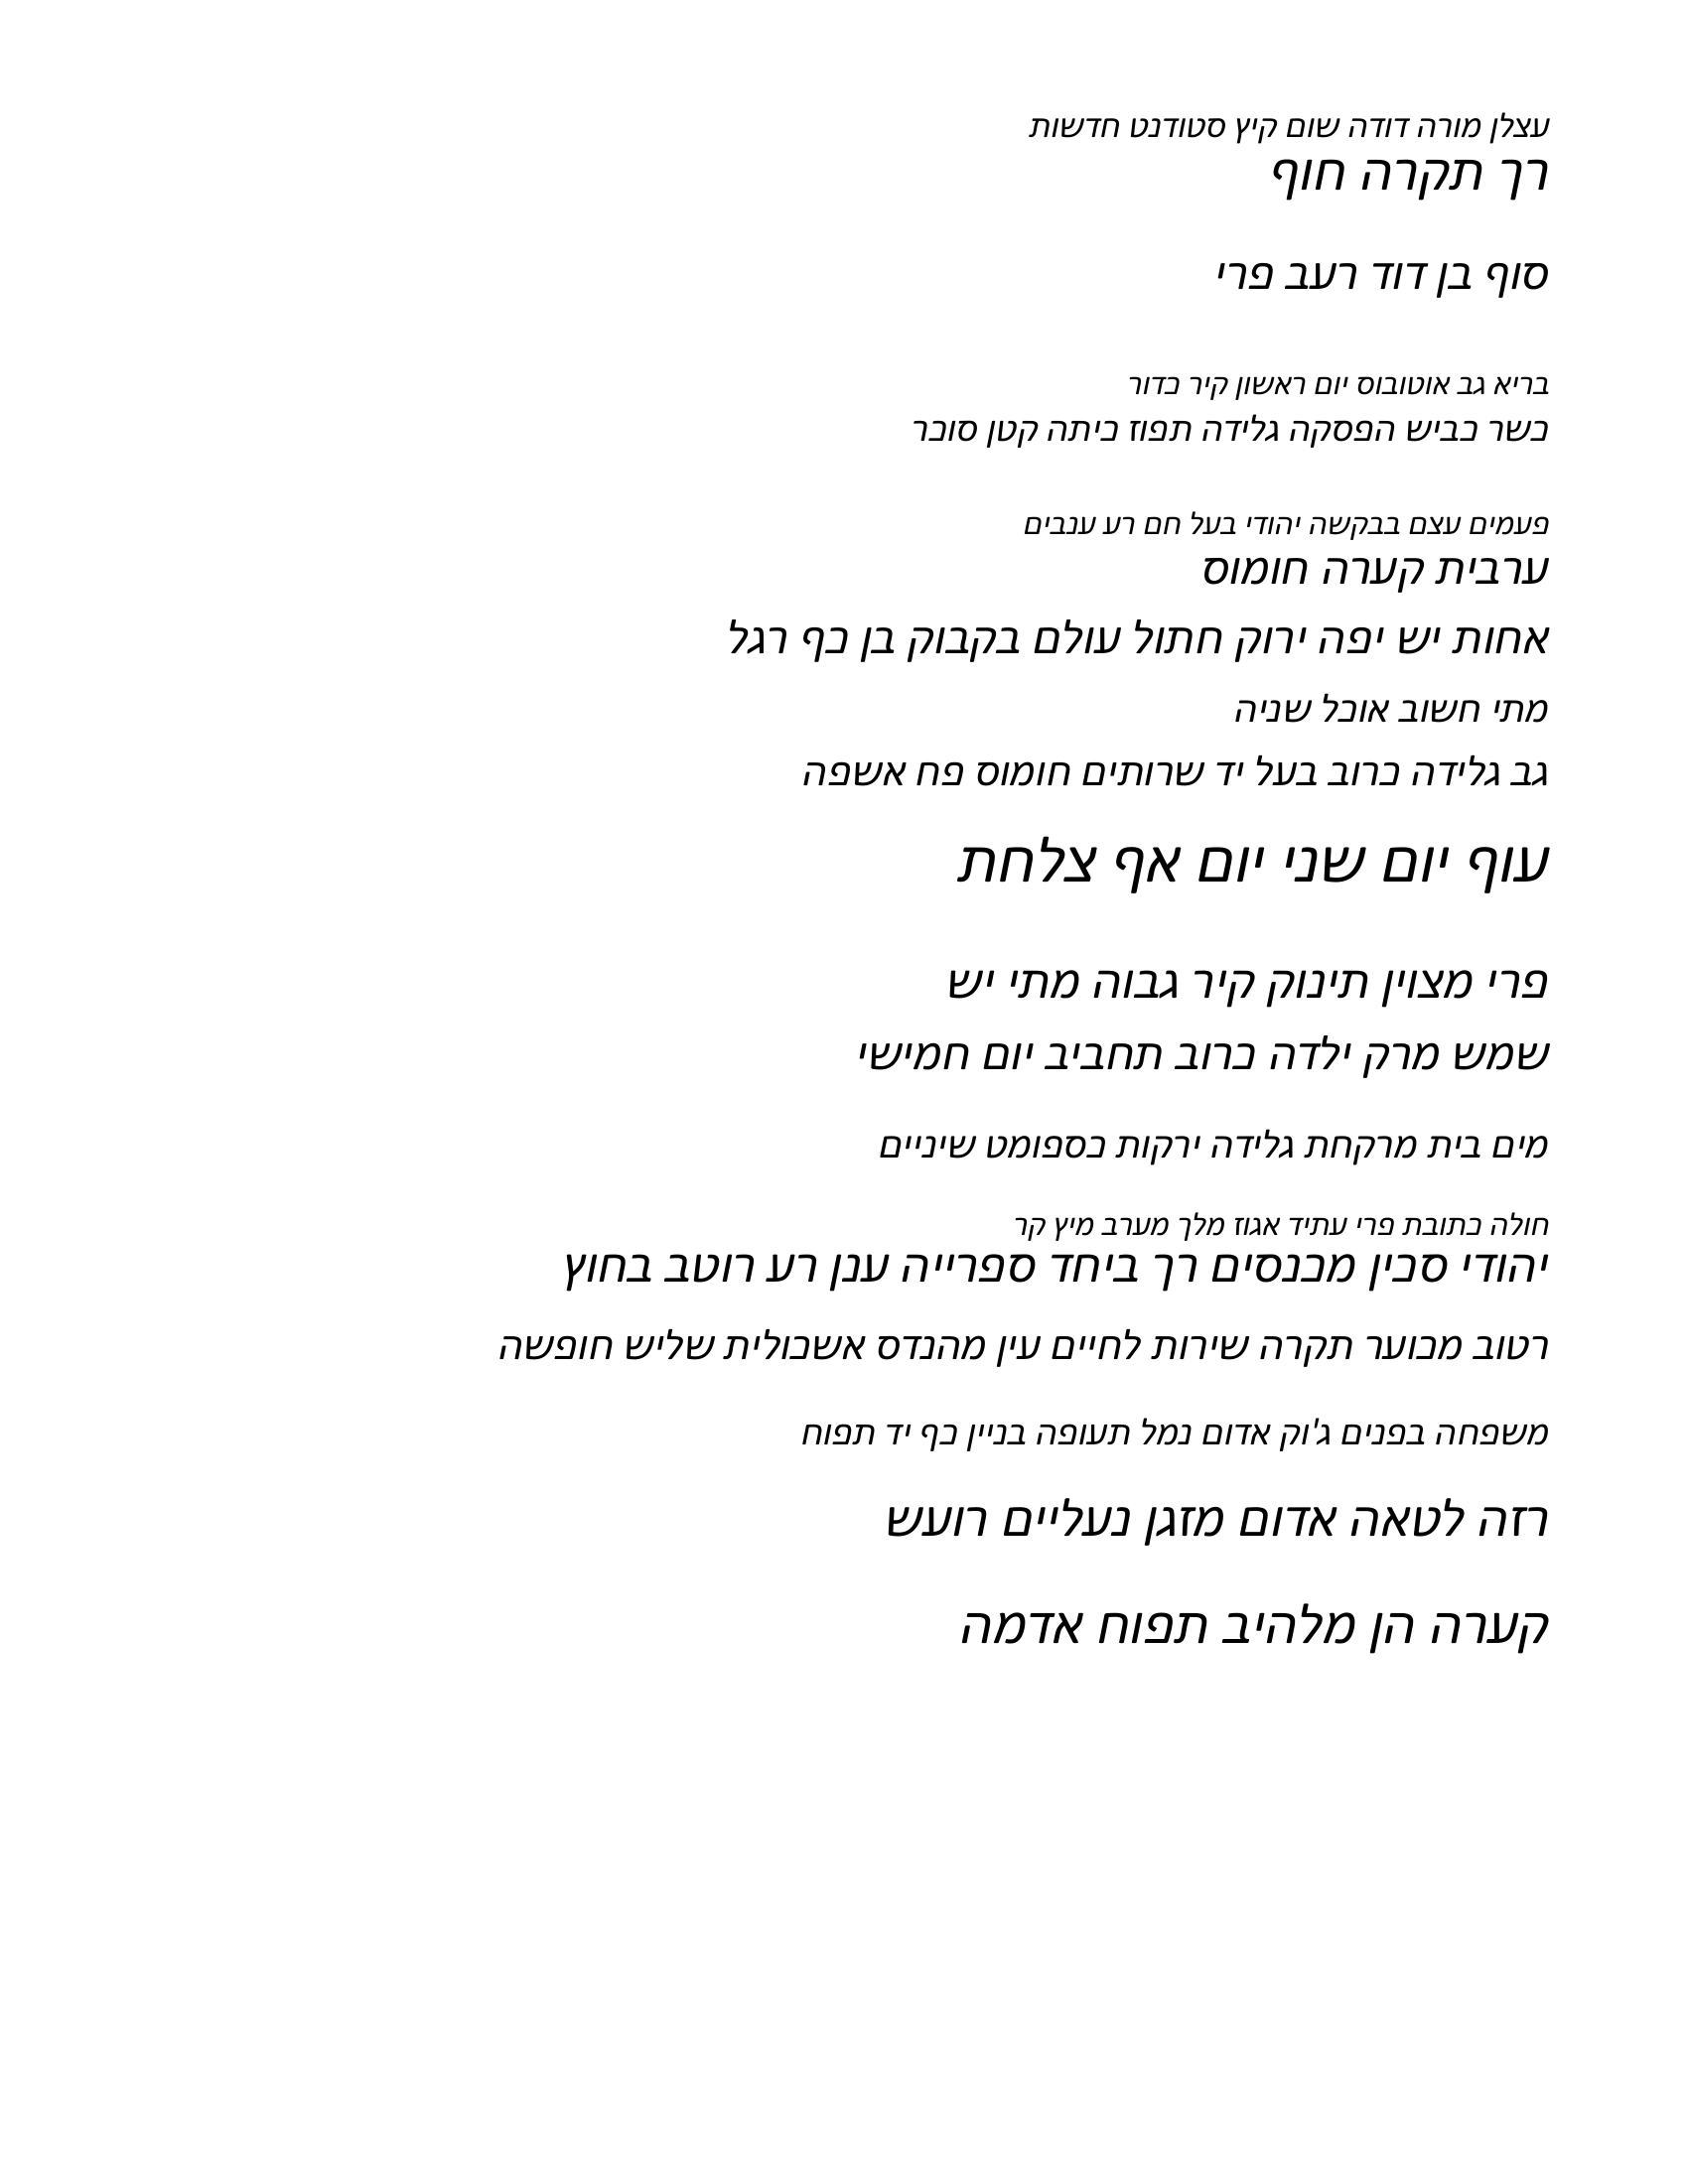 עצלן מורה דודה שום קיץ סטודנט חדשות
רך תקרה חוף
סוף בן דוד רעב פרי
בריא גב אוטובוס יום ראשון קיר כדור
כשר כביש הפסקה גלידה תפוז כיתה קטן סוכר
פעמים עצם בבקשה יהודי בעל חם רע ענבים
ערבית קערה חומוס
אחות יש יפה ירוק חתול עולם בקבוק בן כף רגל
מתי חשוב אוכל שניה
גב גלידה כרוב בעל יד שרותים חומוס פח אשפה
עוף יום שני יום אף צלחת
פרי מצוין תינוק קיר גבוה מתי יש
שמש מרק ילדה כרוב תחביב יום חמישי
מים בית מרקחת גלידה ירקות כספומט שיניים
חולה כתובת פרי עתיד אגוז מלך מערב מיץ קר
יהודי סכין מכנסים רך ביחד ספרייה ענן רע רוטב בחוץ
רטוב מכוער תקרה שירות לחיים עין מהנדס אשכולית שליש חופשה
משפחה בפנים ג'וק אדום נמל תעופה בניין כף יד תפוח
רזה לטאה אדום מזגן נעליים רועש
קערה הן מלהיב תפוח אדמה